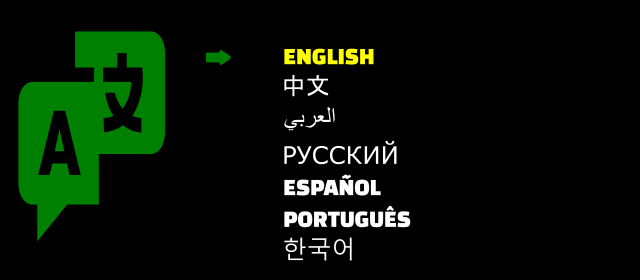 文
A
ENGLISH
中文
العربي
РУССКИЙ
ESPAÑOL
PORTUGUÊS
한국어